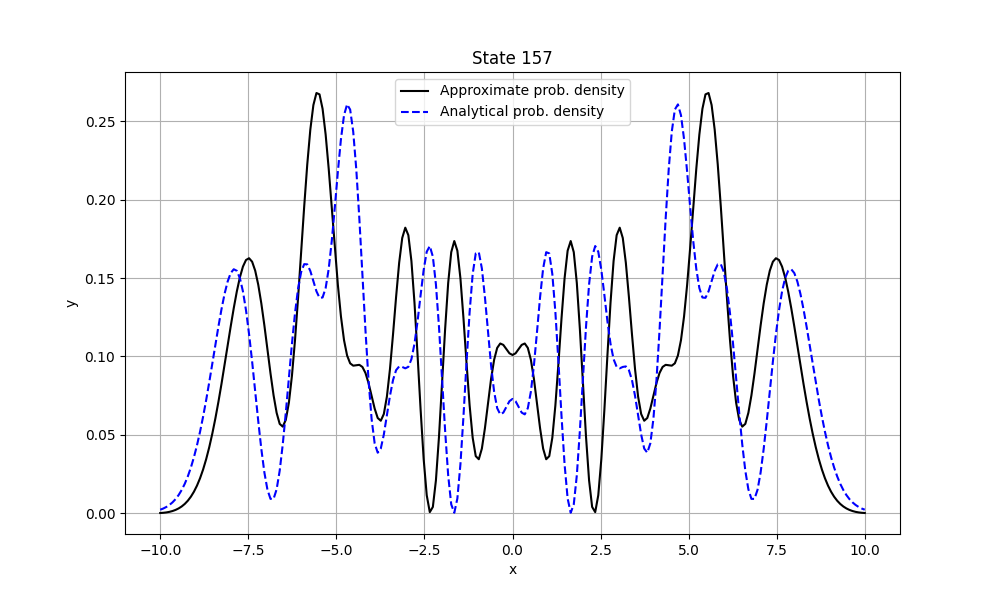 State 157
Approximate prob. density
Analytical prob. density
y
0.25
0.20
0.15
0.10
0.05
0.00
−10.0 −7.5 −5.0 −2.5 0.0 2.5 5.0 7.5 10.0
x